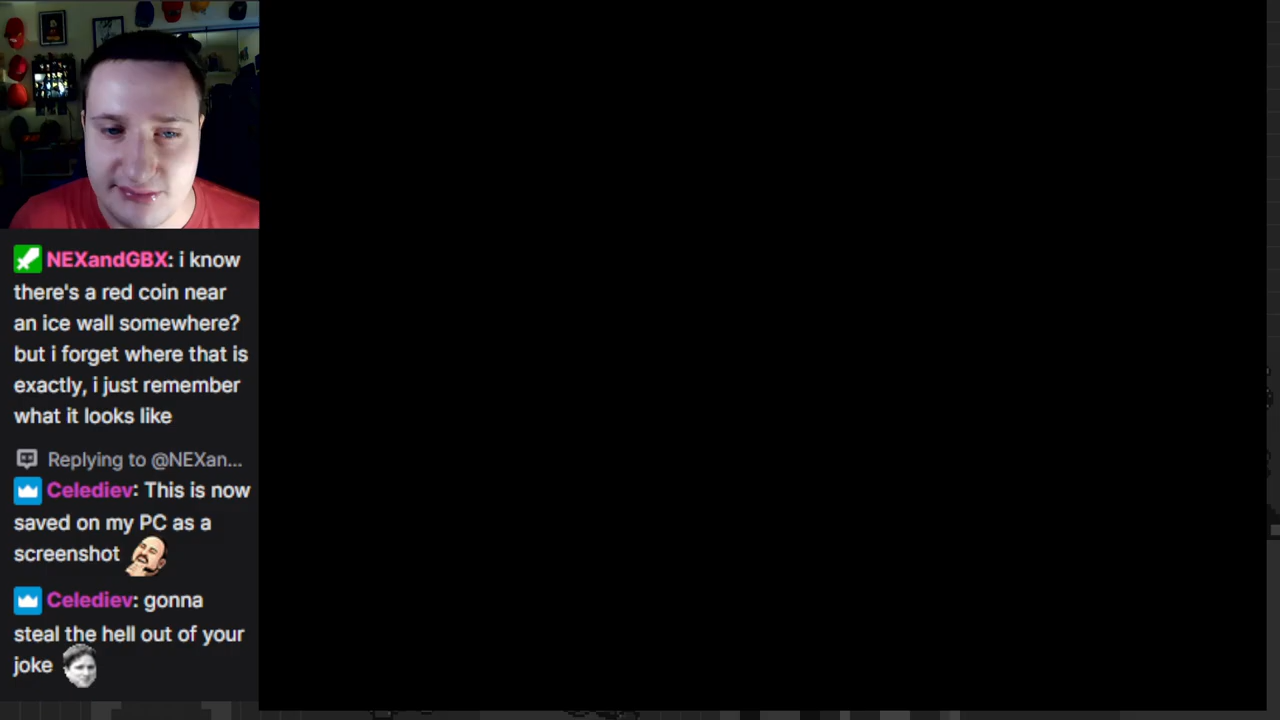 NEXandGBX: i know
there's a red coin near
an ice wall somewhere?
but i forget where that is
exactly, i just remember
what it looks like
Replying to @NEXan...
Celediev: This is now
saved on my PC as a
screenshot
Celediev: gonna
steal the hell out of your
joke